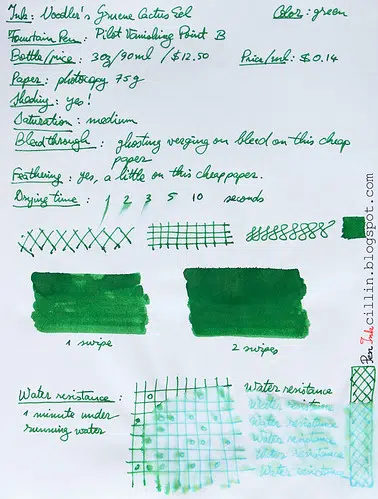 Ink: Noodler's Gruene Cactus Eel Color: green
Fountain Pen: Pilot Vanishing Point B
Bottle/price: 3oz/90ml / $12.50 Price/ml: $0.14
Paper: photocopy 75g
Shading: yes!
Saturation: medium
Bleedthrough: ghosting verging on bleed on this cheap
paper
Feathering: yes, a little on this cheap paper.
Drying time: 1 2 3 5 10 seconds
1 swipe
2 swipes
Water resistance:
1 minute under
running water
Water resistance
Water resistance
Water resistance
Water resistance
Water resistance
Water resistance
Pen Inkcillin.blogspot.com